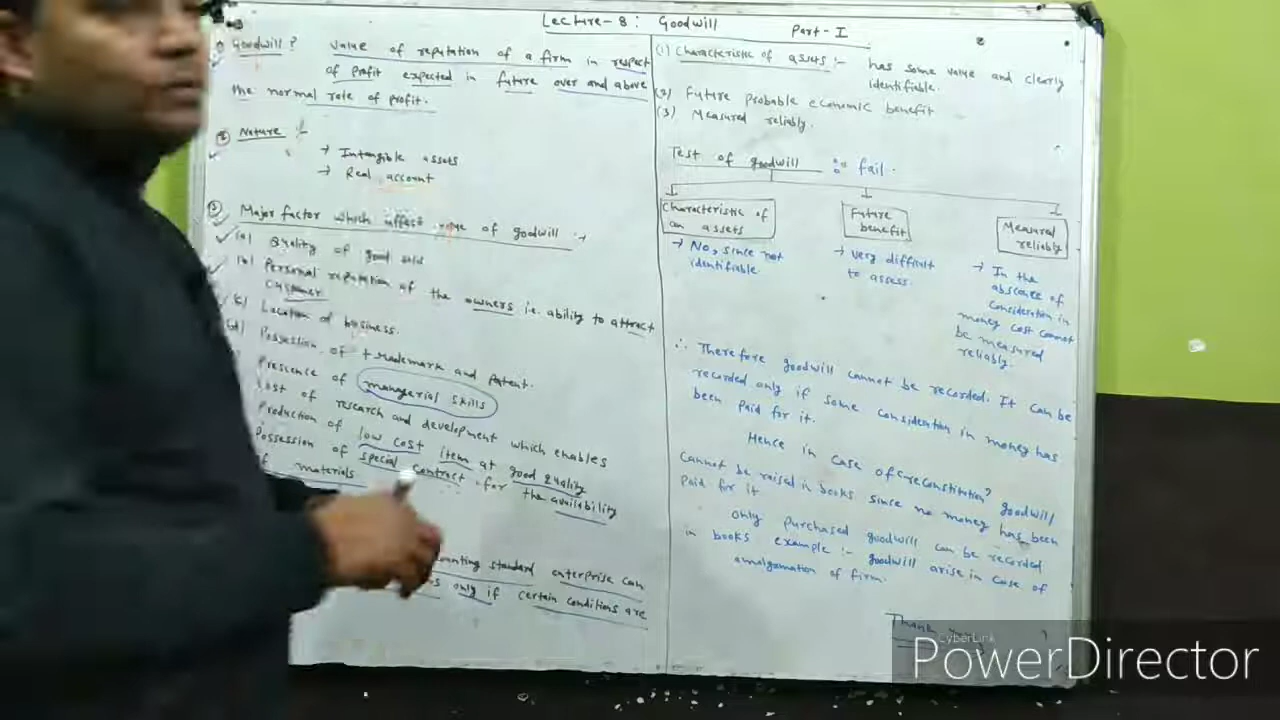 Lecture-8: Goodwill Part-I
(1) Goodwill? Value of reputation of a firm in respect
of profit expected in future over and above
the normal rate of profit.
(2) Nature :-
→ Intangible assets
→ Real account
(3) Major factor which affect value of goodwill :→
(a) Quality of good sold
(b) Personal reputation of the owners i.e. ability to attract
customer
(c) Location of business.
(d) Possession of trademark and Patent.
Presence of managerial skills
Cost of research and development which enables
Production of low cost item at good quality
Possession of special contract for the availability
of materials
accounting standard enterprise can
only if certain conditions are
(1) Characteristic of assets :- has some value and clearly
identifiable.
(2) Future probable economic benefit
(3) Measured reliably.
Test of goodwill : fail.
Characteristic of
an assets
→ No, since not
identifiable.
Future
benefit
→ very difficult
to assess.
Measured
reliably
→ In the
abscence of
consideration in
money cost cannot
be measured
reliably.
∴ Therefore goodwill cannot be recorded. It can be
recorded only if some consideration in money has
been paid for it.
Hence in case of reconstitution? goodwill
cannot be raised in books since no money has been
paid for it
only purchased goodwill can be recorded
in books example :- goodwill arise in case of
amalgamation of firm.
Thank
CyberLink
PowerDirector